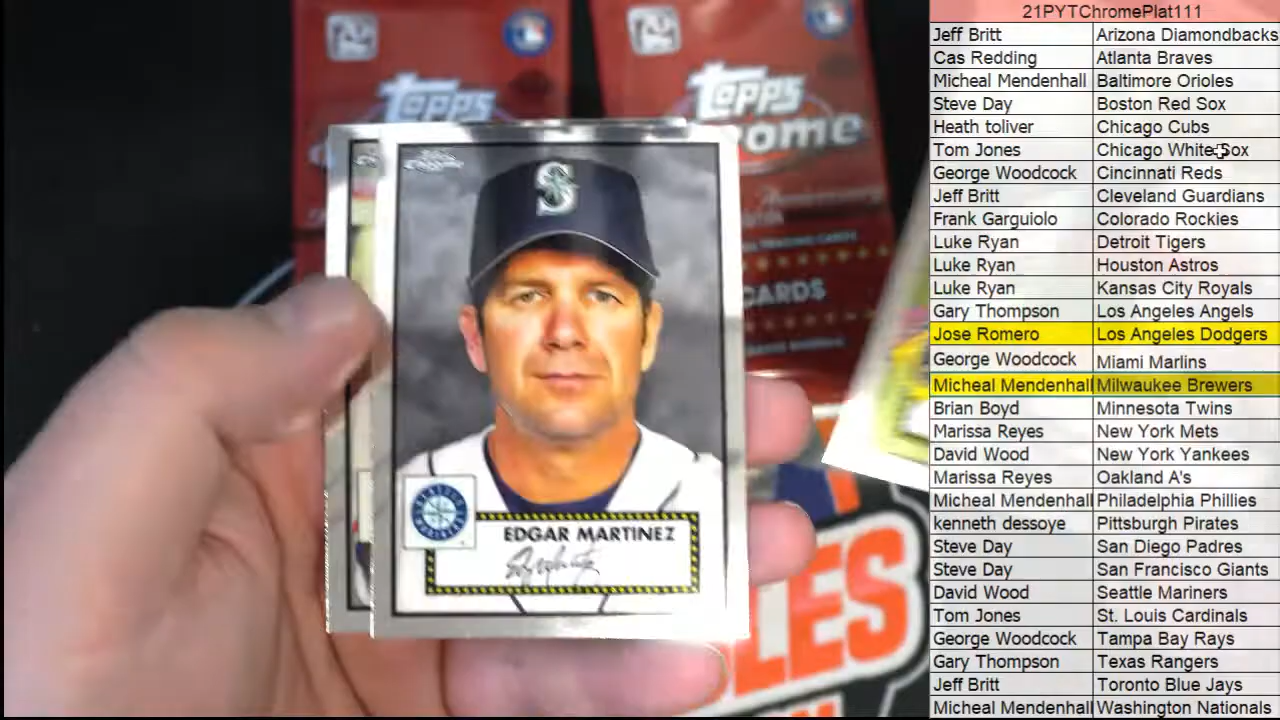 Topps
Topps
Chrome
Anniversary
CARDS
S
EDGAR MARTINEZ
LES
21PYTChromePlat111
Jeff Britt Arizona Diamondbacks
Cas Redding Atlanta Braves
Micheal Mendenhall Baltimore Orioles
Steve Day Boston Red Sox
Heath toliver Chicago Cubs
Tom Jones Chicago White Sox
George Woodcock Cincinnati Reds
Jeff Britt Cleveland Guardians
Frank Garguiolo Colorado Rockies
Luke Ryan Detroit Tigers
Luke Ryan Houston Astros
Luke Ryan Kansas City Royals
Gary Thompson Los Angeles Angels
Jose Romero Los Angeles Dodgers
George Woodcock Miami Marlins
Micheal Mendenhall Milwaukee Brewers
Brian Boyd Minnesota Twins
Marissa Reyes New York Mets
David Wood New York Yankees
Marissa Reyes Oakland A's
Micheal Mendenhall Philadelphia Phillies
kenneth dessoye Pittsburgh Pirates
Steve Day San Diego Padres
Steve Day San Francisco Giants
David Wood Seattle Mariners
Tom Jones St. Louis Cardinals
George Woodcock Tampa Bay Rays
Gary Thompson Texas Rangers
Jeff Britt Toronto Blue Jays
Micheal Mendenhall Washington Nationals